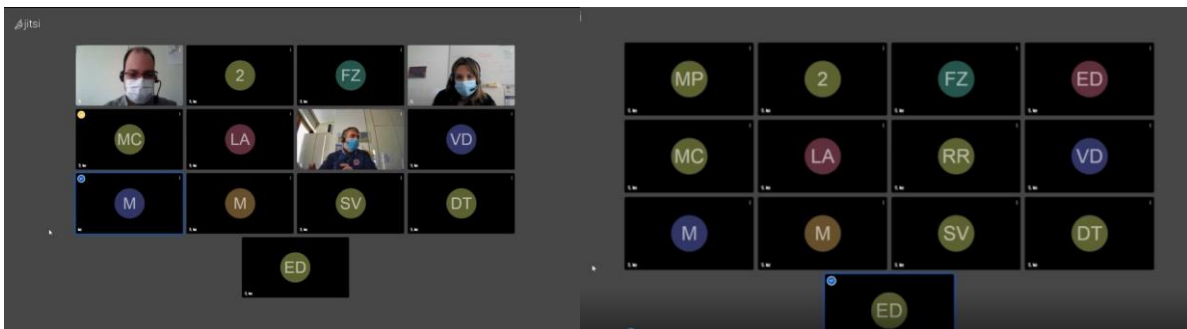 jitsi
2 FZ
MC LA VD
M M SV DT
ED
MP 2 FZ ED
MC LA RR VD
M M SV DT
ED